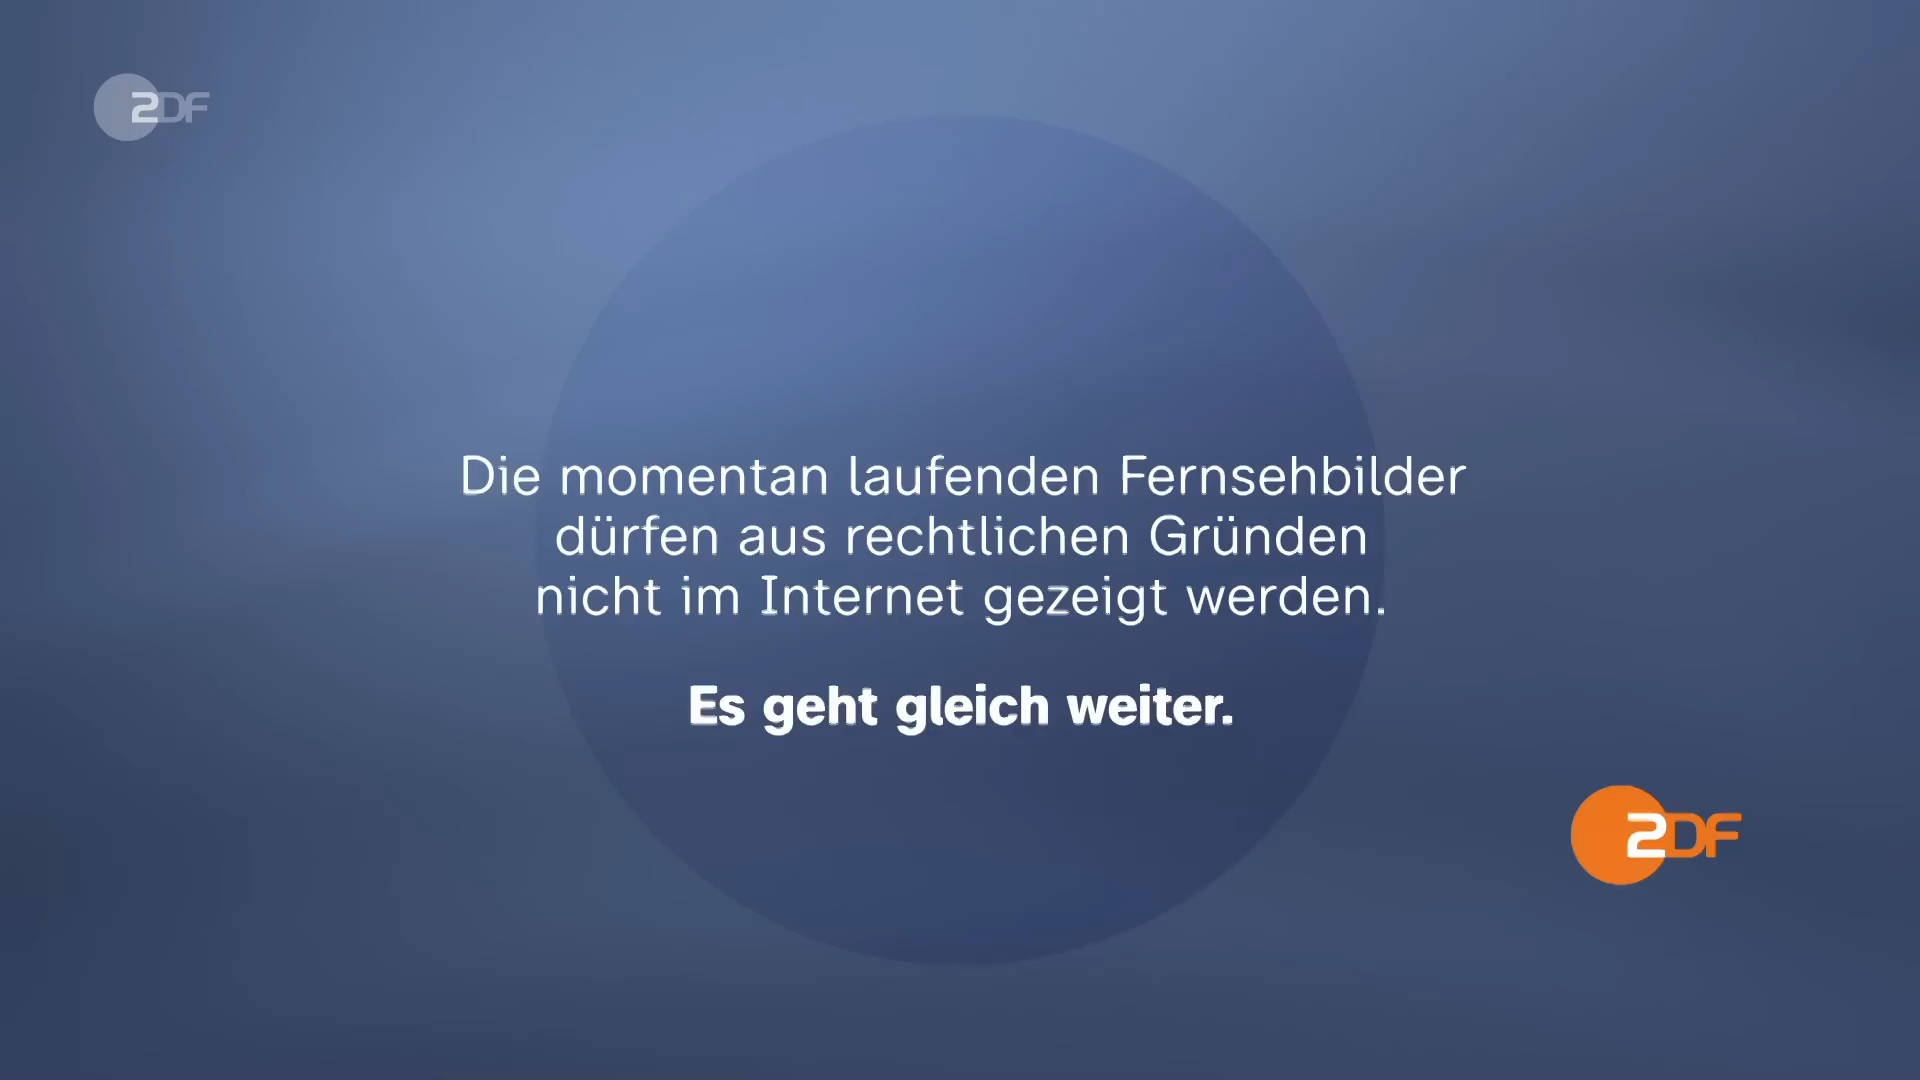 ZDF
Die momentan laufenden Fernsehbilder
dürfen aus rechtlichen Gründen
nicht im Internet gezeigt werden.
Es geht gleich weiter.
ZDF